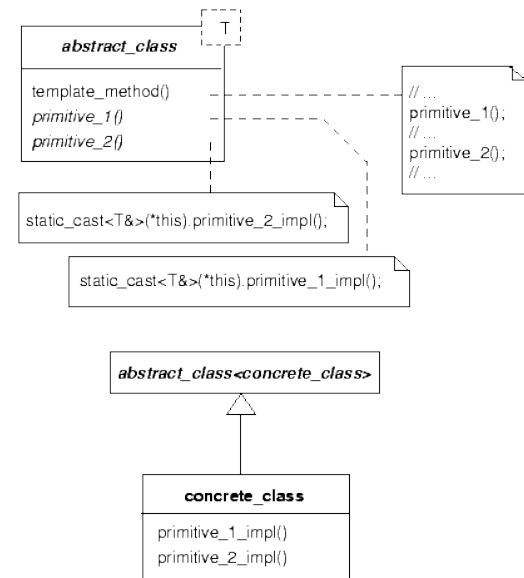 T
abstract_class
template_method()
primitive_1()
primitive_2()
// ...
primitive_1();
// ...
primitive_2();
// ...
static_cast<T&>(*this).primitive_2_impl();
static_cast<T&>(*this).primitive_1_impl();
abstract_class<concrete_class>
concrete_class
primitive_1_impl()
primitive_2_impl()